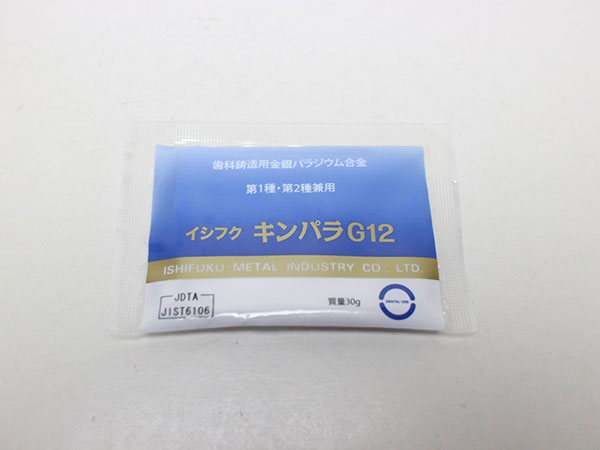 歯科鋳造用金銀パラジウム合金
第1種・第2種兼用
イシフク キンパラG12
ISHIFUKU METAL INDUSTRY CO., LTD.
JDTA
JIST6106
質量30g
DENTAL USE